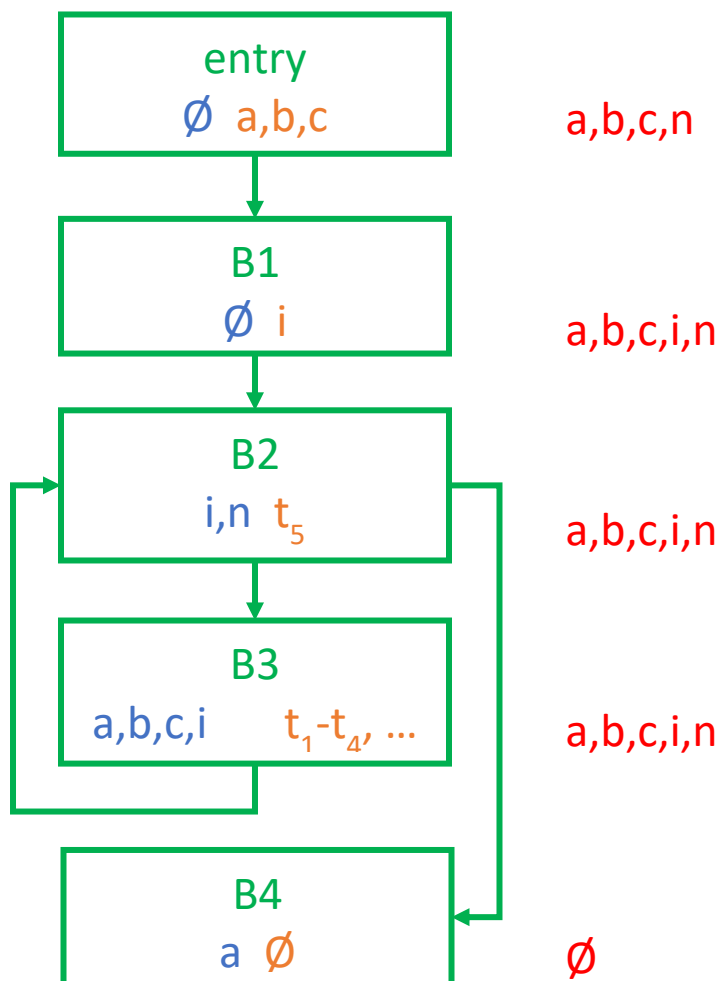 entry
Ø a,b,c
a,b,c,n
B1
Ø i
a,b,c,i,n
B2
i,n t₅
a,b,c,i,n
B3
a,b,c,i t₁-t₄, ...
a,b,c,i,n
B4
a Ø
Ø